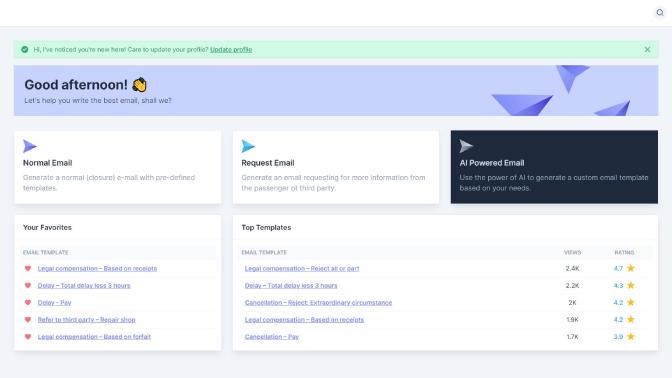 Hi, I've noticed you're new here! Care to update your profile? Update profile
Good afternoon! 👋
Let's help you write the best email, shall we?
Normal Email
Generate a normal (closure) e-mail with pre-defined
templates.
Request Email
Generate an email requesting for more information from
the passenger ot third party.
AI Powered Email
Use the power of AI to generate a custom email template
based on your needs.
Your Favorites
EMAIL TEMPLATE
Legal compensation – Based on receipts
Delay – Total delay less 3 hours
Delay - Pay
Refer to third party – Repair shop
Legal compensation – Based on forfait
Top Templates
EMAIL TEMPLATE VIEWS RATING
Legal compensation – Reject all or part 2.4K 4.7
Delay – Total delay less 3 hours 2.2K 4.3
Cancellation – Reject: Extraordinary circumstance 2K 4.2
Legal compensation – Based on receipts 1.9K 4.2
Cancellation – Pay 1.7K 3.9